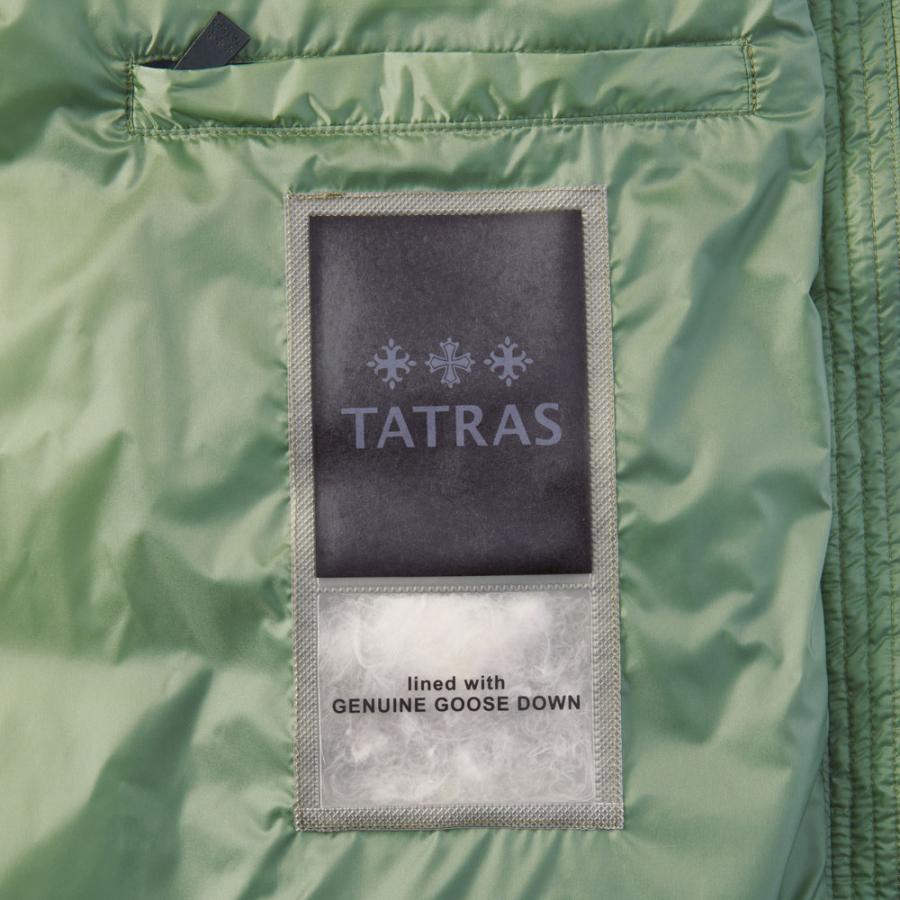 TATRAS
lined with
GENUINE GOOSE DOWN